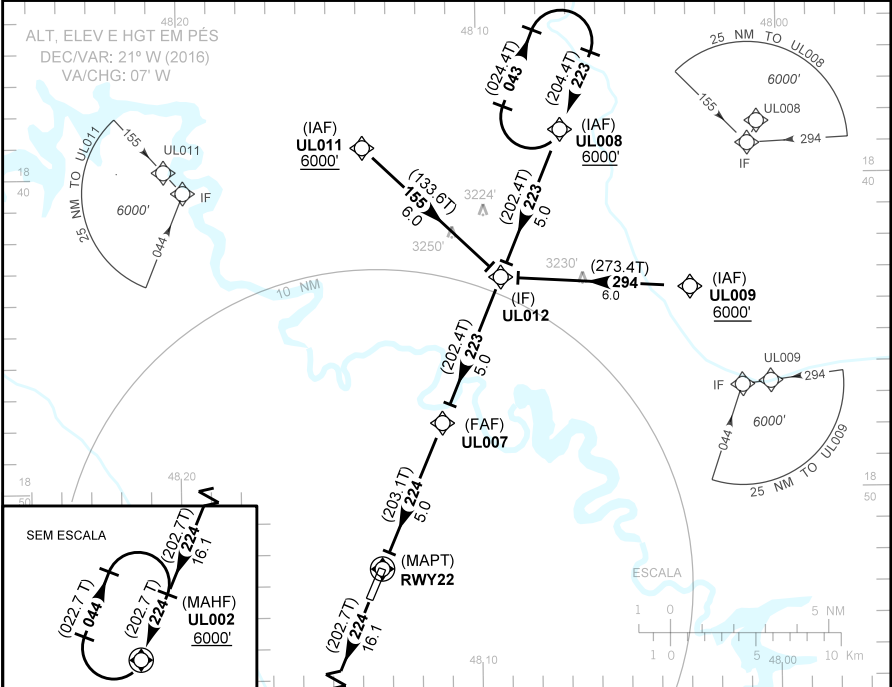 48 20
48 10
48 00
ALT, ELEV E HGT EM PÉS
DEC/VAR: 21º W (2016)
VA/CHG: 07' W
(024.4T)
043
(204.4T)
223
(IAF)
UL008
6000'
25 NM TO UL008
6000'
155
UL008
294
IF
25 NM TO UL011
155
UL011
IF
6000'
044
(IAF)
UL011
6000'
(133.6T)
155
6.0
3224'
3250'
(202.4T)
223
5.0
18
40
18
40
3230'
(273.4T)
294
6.0
(IAF)
UL009
6000'
(IF)
UL012
10 NM
(202.4T)
223
5.0
UL009
IF
294
6000'
044
25 NM TO UL009
(FAF)
UL007
18
50
18
50
48 20
(203.1T)
224
5.0
(MAPT)
RWY22
(202.7T)
224
16.1
SEM ESCALA
(202.7T)
224
16.1
(022.7 T)
044
(202.7 T)
224
(MAHF)
UL002
6000'
ESCALA
1 0 5 NM
1 0 5 10 Km
48 10
48 00